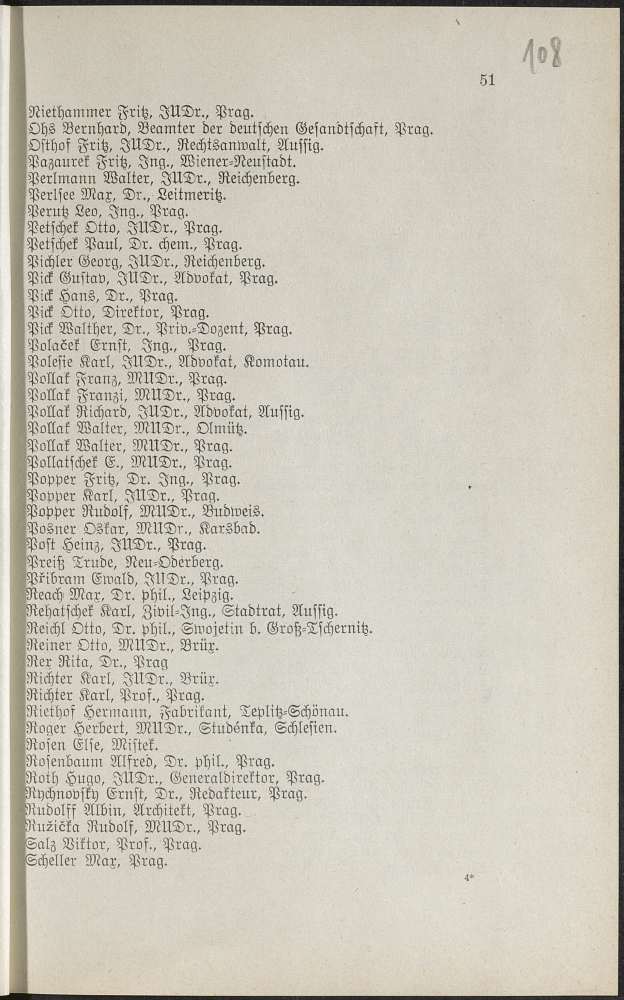 108
51
Niethammer Fritz, JUDr., Prag.
Ohs Bernhard, Beamter der deutschen Gesandtschaft, Prag.
Osthof Fritz, JUDr., Rechtsanwalt, Aussig.
Pazaurek Fritz, Ing., Wiener-Neustadt.
Perlmann Walter, JUDr., Reichenberg.
Perlsee Max, Dr., Leitmeritz.
Perutz Leo, Ing., Prag.
Petschek Otto, JUDr., Prag.
Petschek Paul, Dr. chem., Prag.
Pichler Georg, JUDr., Reichenberg.
Pick Gustav, JUDr., Advokat, Prag.
Pick Hans, Dr., Prag.
Pick Otto, Direktor, Prag.
Pick Walther, Dr., Priv.-Dozent, Prag.
Polaček Ernst, Ing., Prag.
Polesie Karl, JUDr., Advokat, Komotau.
Pollak Franz, MUDr., Prag.
Pollak Franzi, MUDr., Prag.
Pollak Richard, JUDr., Advokat, Aussig.
Pollak Walter, MUDr., Olmütz.
Pollak Walter, MUDr., Prag.
Pollatschek E., MUDr., Prag.
Popper Fritz, Dr. Ing., Prag.
Popper Karl, JUDr., Prag.
Popper Rudolf, MUDr., Budweis.
Posner Oskar, MUDr., Karsbad.
Post Heinz, JUDr., Prag.
Preiß Trude, Neu-Oderberg.
Přibram Ewald, JUDr., Prag.
Reach Max, Dr. phil., Leipzig.
Rehatschek Karl, Zivil-Ing., Stadtrat, Aussig.
Reichl Otto, Dr. phil., Swojetin b. Groß-Tschernitz.
Reiner Otto, MUDr., Brüx.
Rex Rita, Dr., Prag
Richter Karl, JUDr., Brüx.
Richter Karl, Prof., Prag.
Riethof Hermann, Fabrikant, Teplitz-Schönau.
Roger Herbert, MUDr., Studénka, Schlesien.
Rosen Else, Mistek.
Rosenbaum Alfred, Dr. phil., Prag.
Roth Hugo, JUDr., Generaldirektor, Prag.
Rychnovsky Ernst, Dr., Redakteur, Prag.
Rudolff Albin, Architekt, Prag.
Ružička Rudolf, MUDr., Prag.
Salz Viktor, Prof., Prag.
Scheller Max, Prag.
4*